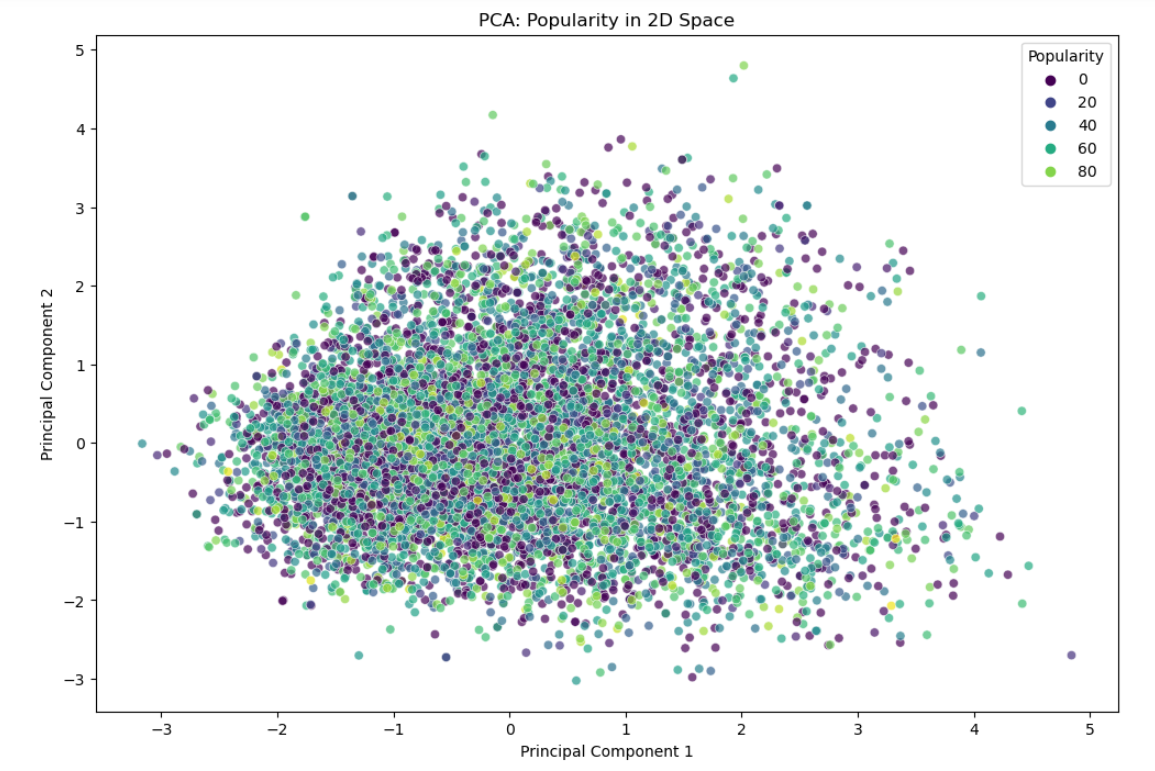 PCA: Popularity in 2D Space
Popularity
0
20
40
60
80
5
4
3
2
1
0
−1
−2
−3
Principal Component 2
−3 −2 −1 0 1 2 3 4 5
Principal Component 1